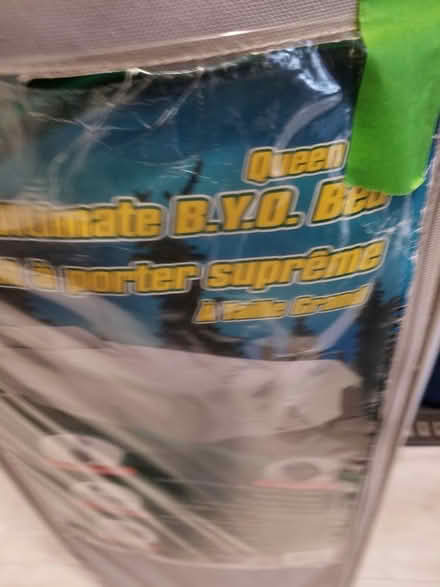 Queen
Ultimate B.Y.O. Bed
à porter suprême
À Taille Grand